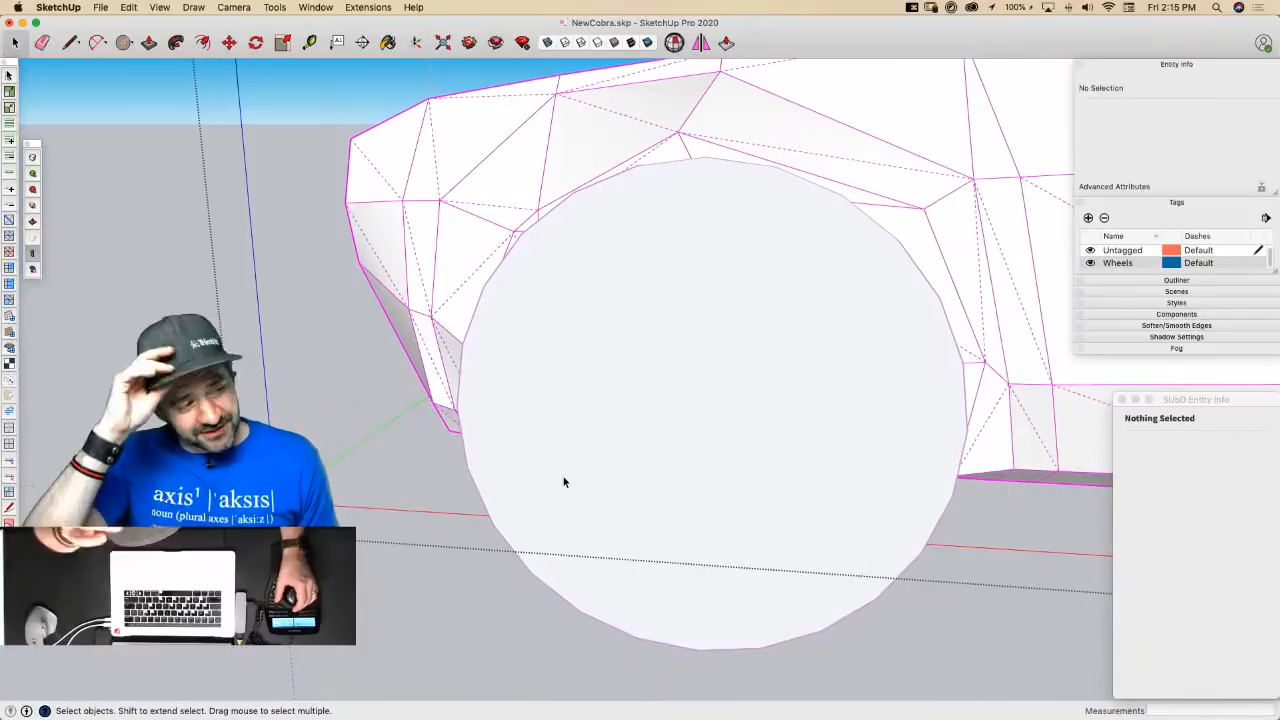 SketchUp File Edit View Draw Camera Tools Window Extensions Help
100% Fri 2:15 PM
NewCobra.skp - SketchUp Pro 2020
Entity Info
No Selection
Advanced Attributes
Tags
Name Dashes
Untagged Default
Wheels Default
Outliner
Scenes
Styles
Components
Soften/Smooth Edges
Shadow Settings
Fog
SUbD Entity Info
Nothing Selected
axis¹ |ˈaksɪs|
noun (plural axes |ˈaksiːz|)
Select objects. Shift to extend select. Drag mouse to select multiple.
Measurements